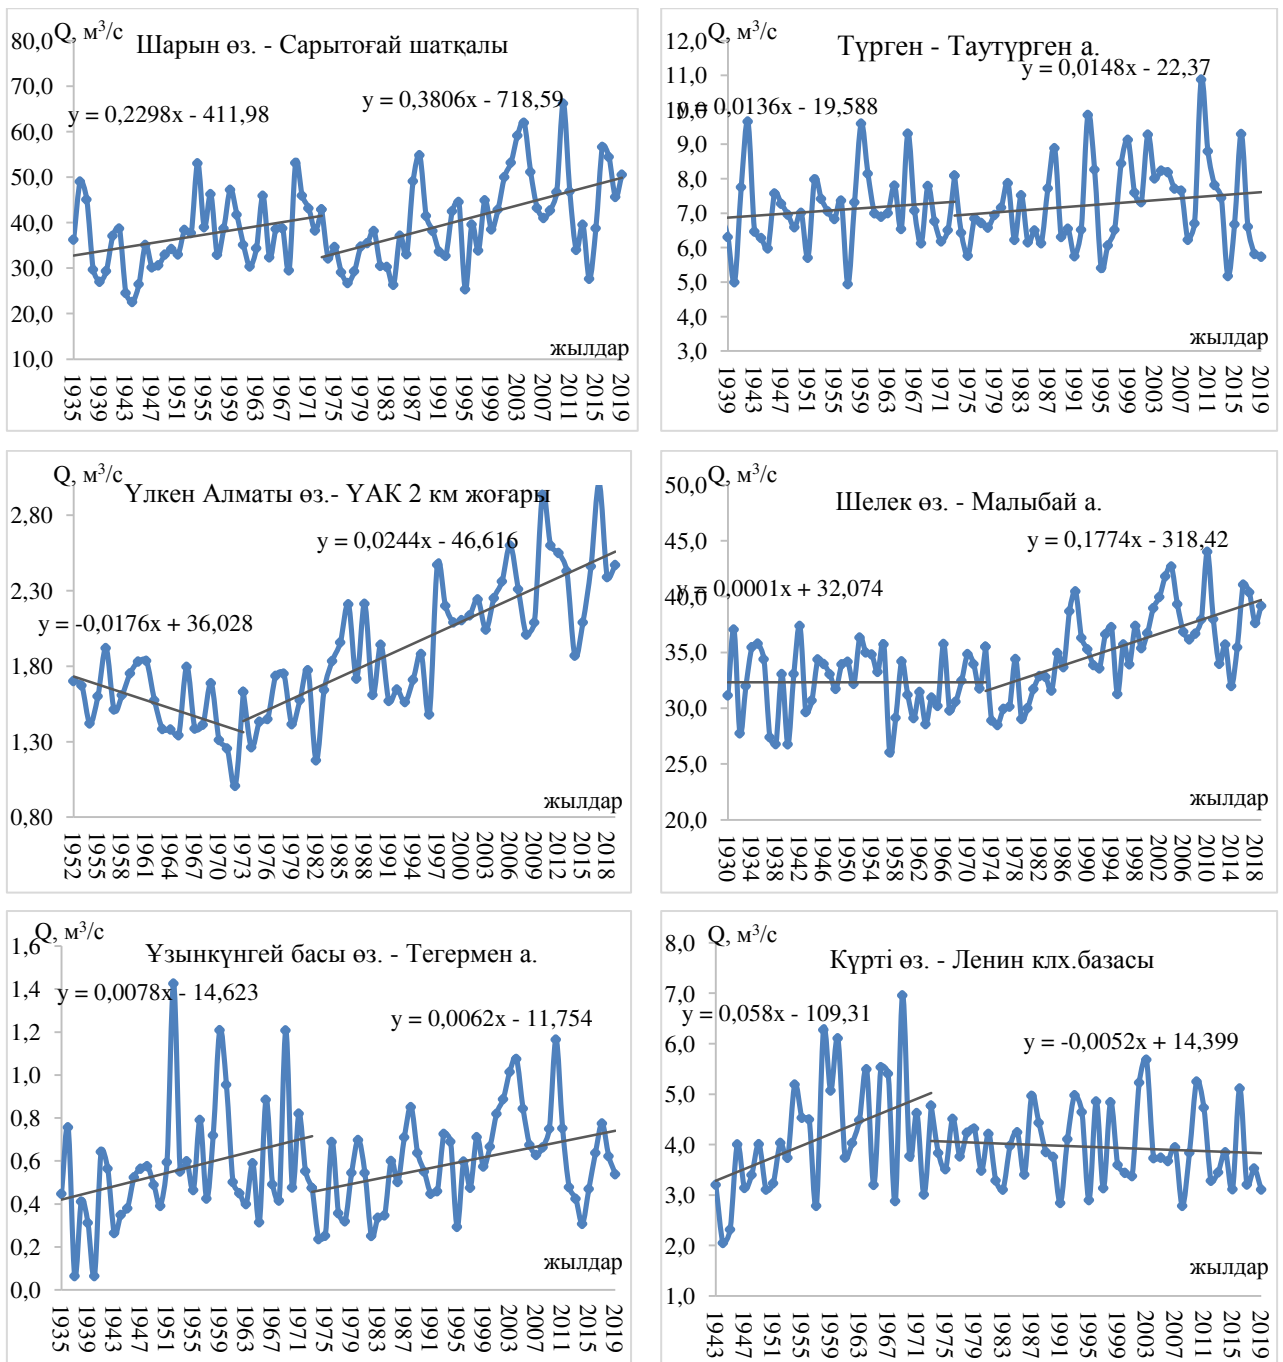 Q, м³/с
Шарын өз. - Сарытоғай шатқалы
y = 0,2298x - 411,98
y = 0,3806x - 718,59
80,0
70,0
60,0
50,0
40,0
30,0
20,0
10,0
жылдар
1935 1939 1943 1947 1951 1955 1959 1963 1967 1971 1975 1979 1983 1987 1991 1995 1999 2003 2007 2011 2015 2019
Q, м³/с
Түрген - Таутүрген а.
y = 0,0148x - 22,37
y = 0,0136x - 19,588
12,0
11,0
10,0
9,0
8,0
7,0
6,0
5,0
4,0
3,0
жылдар
1939 1943 1947 1951 1955 1959 1963 1967 1971 1975 1979 1983 1987 1991 1995 1999 2003 2007 2011 2015 2019
Q, м³/с
Үлкен Алматы өз.- ҮАК 2 км жоғары
y = 0,0244x - 46,616
y = -0,0176x + 36,028
2,80
2,30
1,80
1,30
0,80
жылдар
1952 1955 1958 1961 1964 1967 1970 1973 1976 1979 1982 1985 1988 1991 1994 1997 2000 2003 2006 2009 2012 2015 2018
Q, м³/с
Шелек өз. - Малыбай а.
y = 0,1774x - 318,42
y = 0,0001x + 32,074
50,0
45,0
40,0
35,0
30,0
25,0
20,0
жылдар
1930 1934 1938 1942 1946 1950 1954 1958 1962 1966 1970 1974 1978 1982 1986 1990 1994 1998 2002 2006 2010 2014 2018
Q, м³/с
Ұзынкүнгей басы өз. - Тегермен а.
y = 0,0078x - 14,623
y = 0,0062x - 11,754
1,6
1,4
1,2
1,0
0,8
0,6
0,4
0,2
0,0
жылдар
1935 1939 1943 1947 1951 1955 1959 1963 1967 1971 1975 1979 1983 1987 1991 1995 1999 2003 2007 2011 2015 2019
Q, м³/с
Күрті өз. - Ленин клх.базасы
y = 0,058x - 109,31
y = -0,0052x + 14,399
8,0
7,0
6,0
5,0
4,0
3,0
2,0
1,0
жылдар
1943 1947 1951 1955 1959 1963 1967 1971 1975 1979 1983 1987 1991 1995 1999 2003 2007 2011 2015 2019